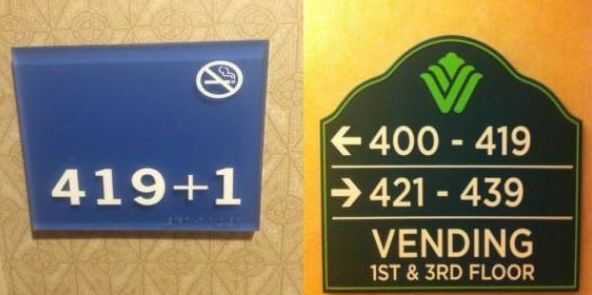 419+1
← 400 - 419
→ 421 - 439
VENDING
1ST & 3RD FLOOR